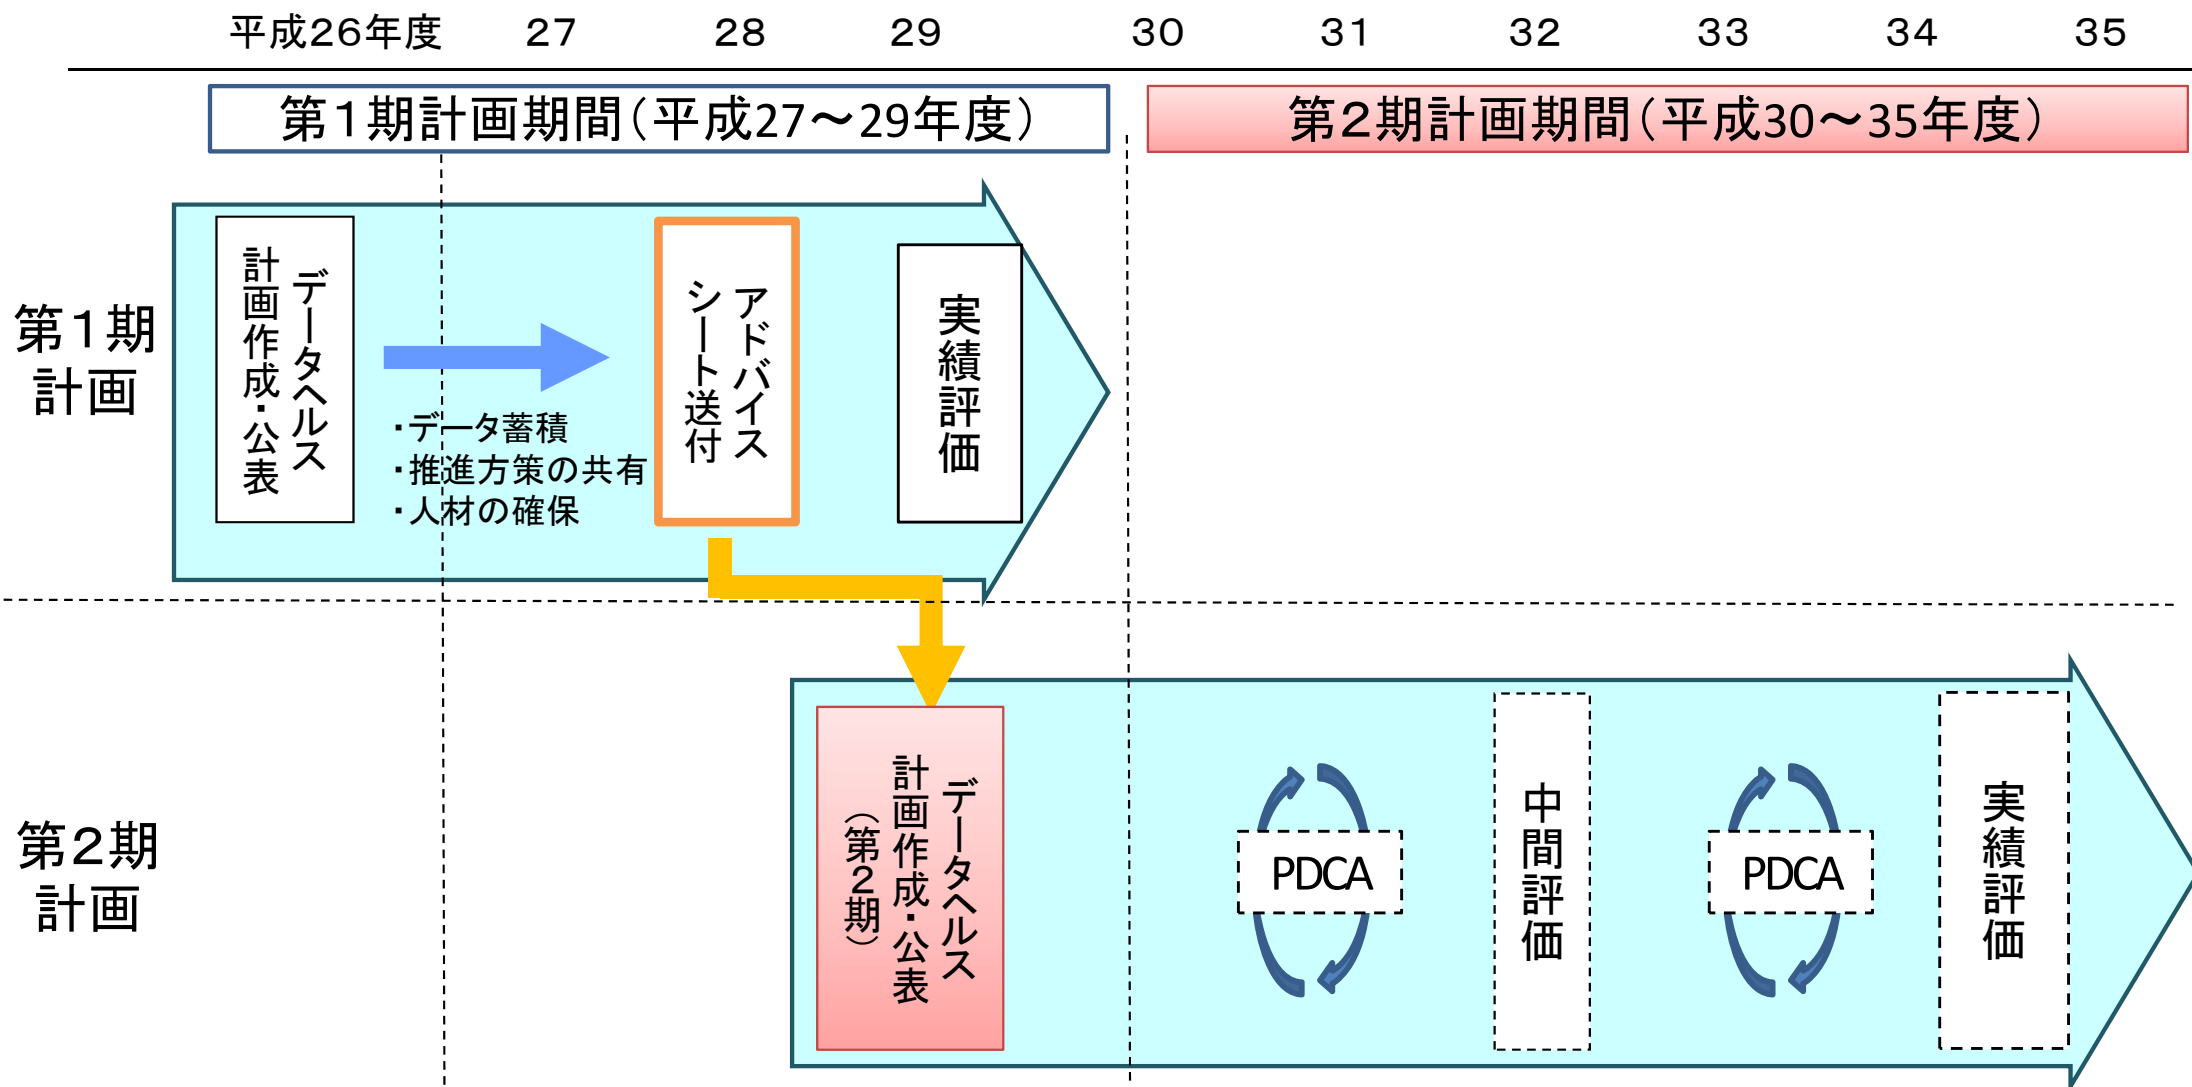 平成26年度 27 28 29 30 31 32 33 34 35
第1期計画期間(平成27～29年度)
第2期計画期間(平成30～35年度)
第1期
計画
データヘルス
計画作成・公表
・データ蓄積
・推進方策の共有
・人材の確保
アドバイス
シート送付
実績評価
第2期
計画
データヘルス
計画作成・公表
(第2期)
PDCA
中間評価
PDCA
実績評価